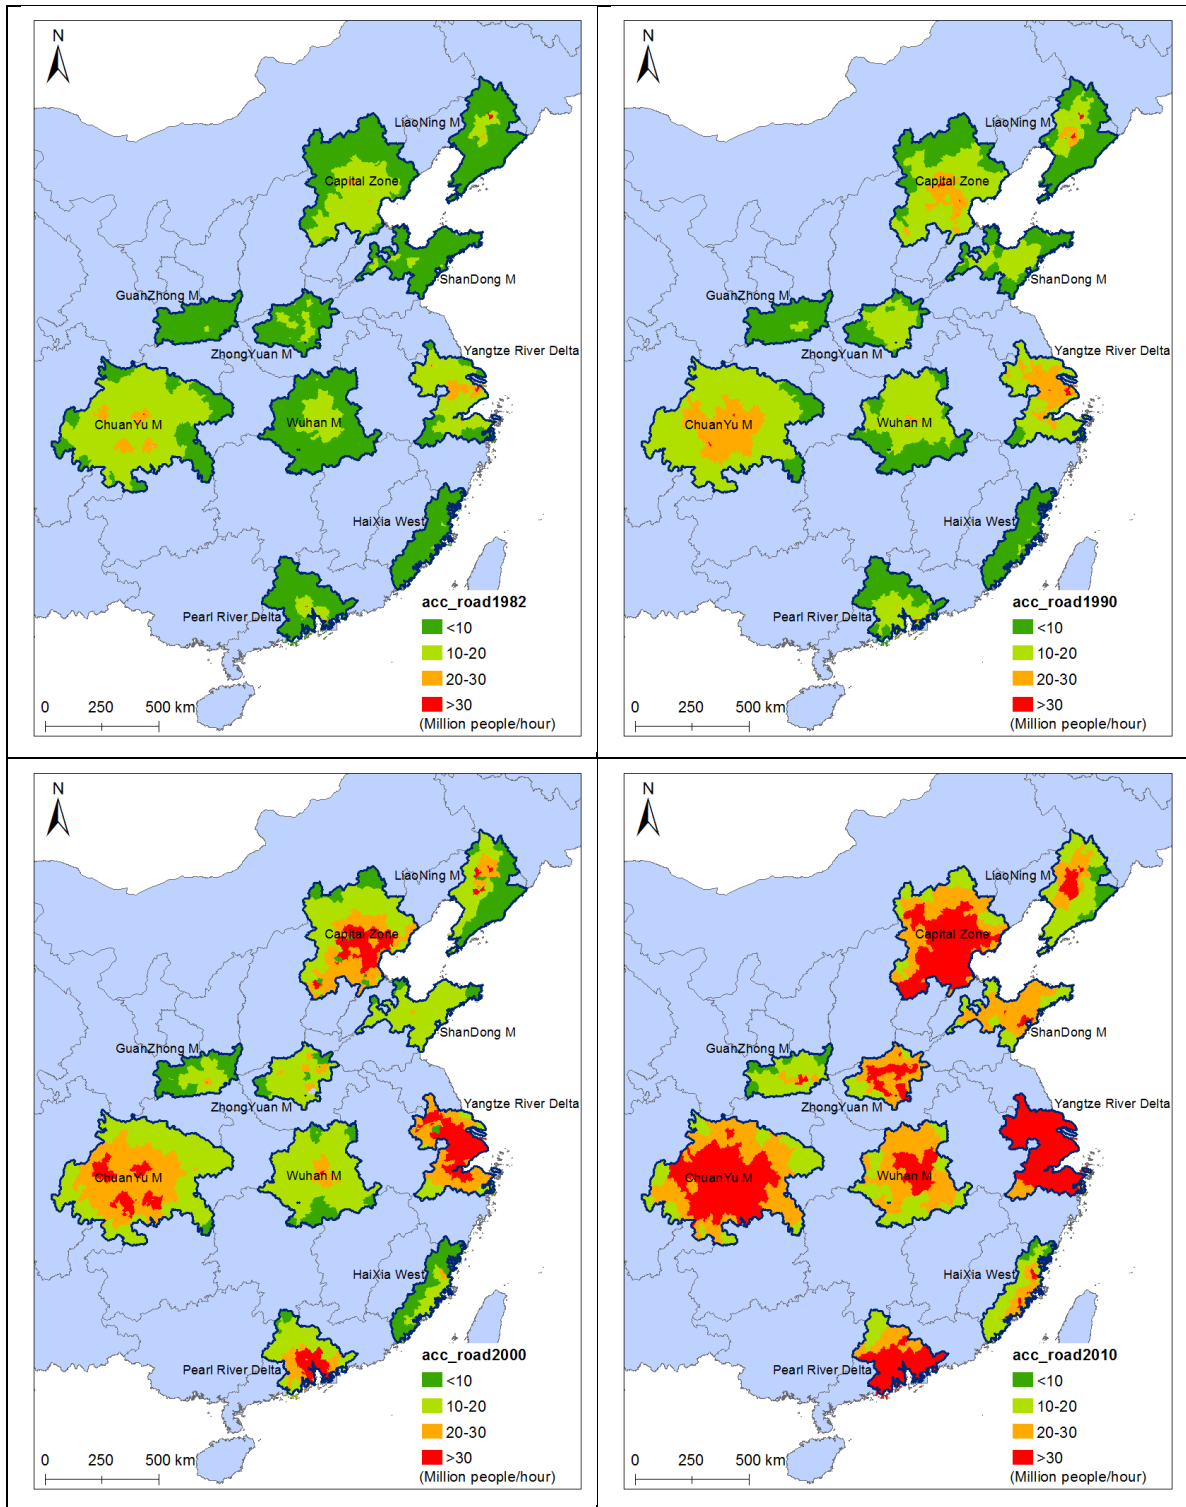 N
LiaoNing M
Capital Zone
ShanDong M
GuanZhong M
ZhongYuan M
Yangtze River Delta
ChuanYu M
Wuhan M
HaiXia West
Pearl River Delta
acc_road1982
<10
10-20
20-30
>30
(Million people/hour)
0 250 500 km
N
LiaoNing M
Capital Zone
ShanDong M
GuanZhong M
ZhongYuan M
Yangtze River Delta
ChuanYu M
Wuhan M
HaiXia West
Pearl River Delta
acc_road1990
<10
10-20
20-30
>30
(Million people/hour)
0 250 500 km
N
LiaoNing M
Capital Zone
ShanDong M
GuanZhong M
ZhongYuan M
Yangtze River Delta
ChuanYu M
Wuhan M
HaiXia West
Pearl River Delta
acc_road2000
<10
10-20
20-30
>30
(Million people/hour)
0 250 500 km
N
LiaoNing M
Capital Zone
ShanDong M
GuanZhong M
ZhongYuan M
Yangtze River Delta
ChuanYu M
Wuhan M
HaiXia West
Pearl River Delta
acc_road2010
<10
10-20
20-30
>30
(Million people/hour)
0 250 500 km